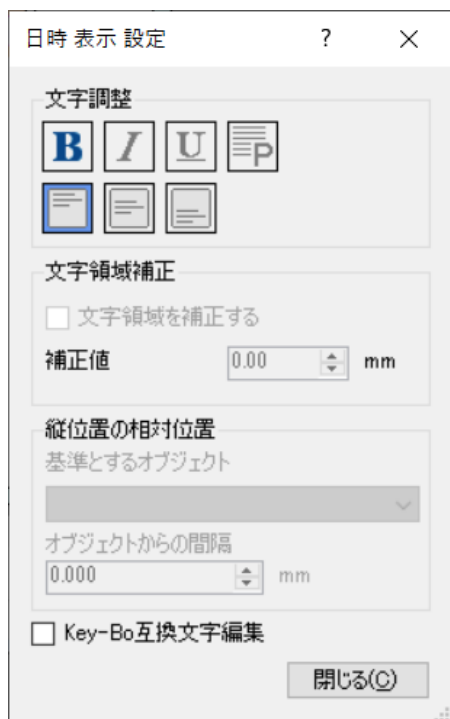 日時 表示 設定 ?
文字調整
B I U P
文字領域補正
文字領域を補正する
補正値 0.00 mm
縦位置の相対位置
基準とするオブジェクト
オブジェクトからの間隔
0.000 mm
Key-Bo互換文字編集
閉じる(C)